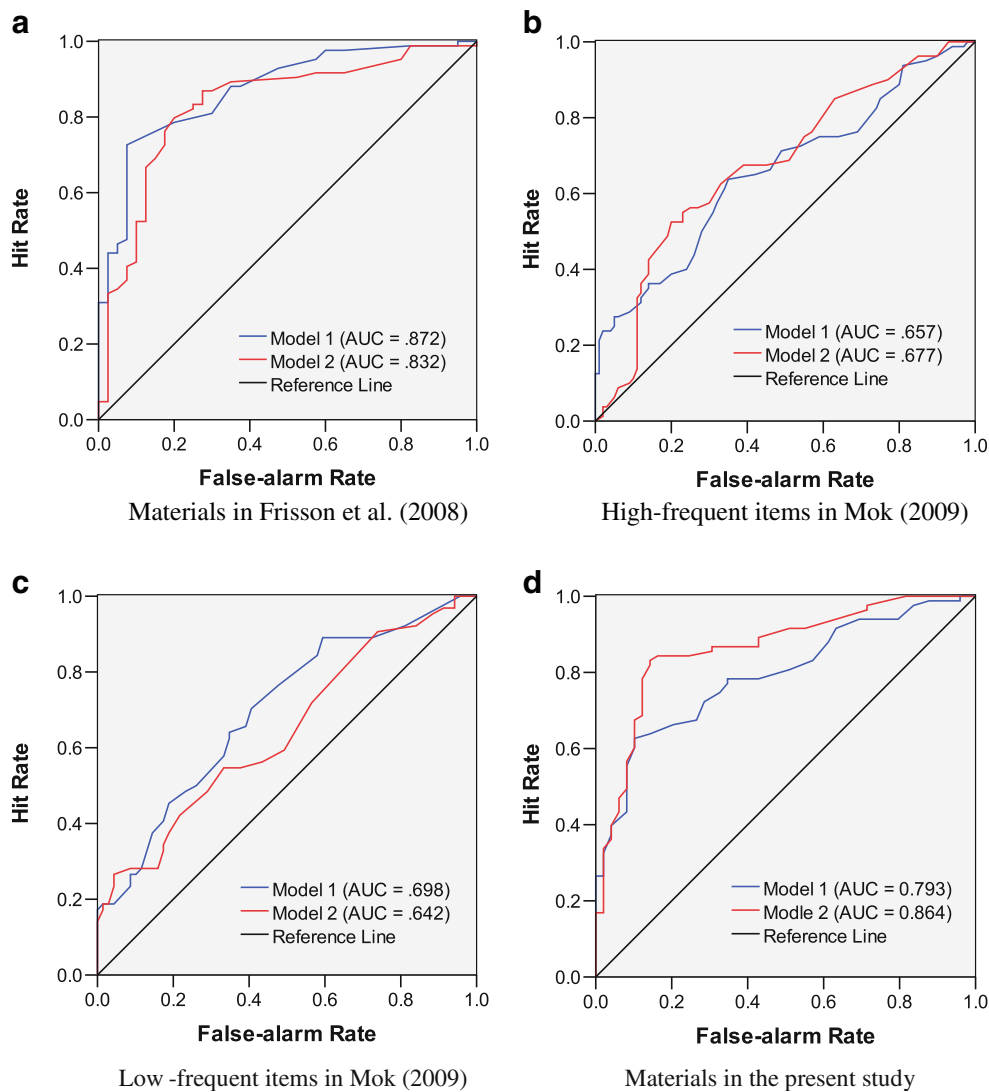 a
1.0
0.8
0.6
0.4
0.2
0.0
Hit Rate
Model 1 (AUC = .872)
Model 2 (AUC = .832)
Reference Line
0.0 0.2 0.4 0.6 0.8 1.0
False-alarm Rate
Materials in Frisson et al. (2008)
b
1.0
0.8
0.6
0.4
0.2
0.0
Hit Rate
Model 1 (AUC = .657)
Model 2 (AUC = .677)
Reference Line
0.0 0.2 0.4 0.6 0.8 1.0
False-alarm Rate
High-frequent items in Mok (2009)
c
1.0
0.8
0.6
0.4
0.2
0.0
Hit Rate
Model 1 (AUC = .698)
Model 2 (AUC = .642)
Reference Line
0.0 0.2 0.4 0.6 0.8 1.0
False-alarm Rate
Low -frequent items in Mok (2009)
d
1.0
0.8
0.6
0.4
0.2
0.0
Hit Rate
Model 1 (AUC = 0.793)
Modle 2 (AUC = 0.864)
Reference Line
0.0 0.2 0.4 0.6 0.8 1.0
False-alarm Rate
Materials in the present study